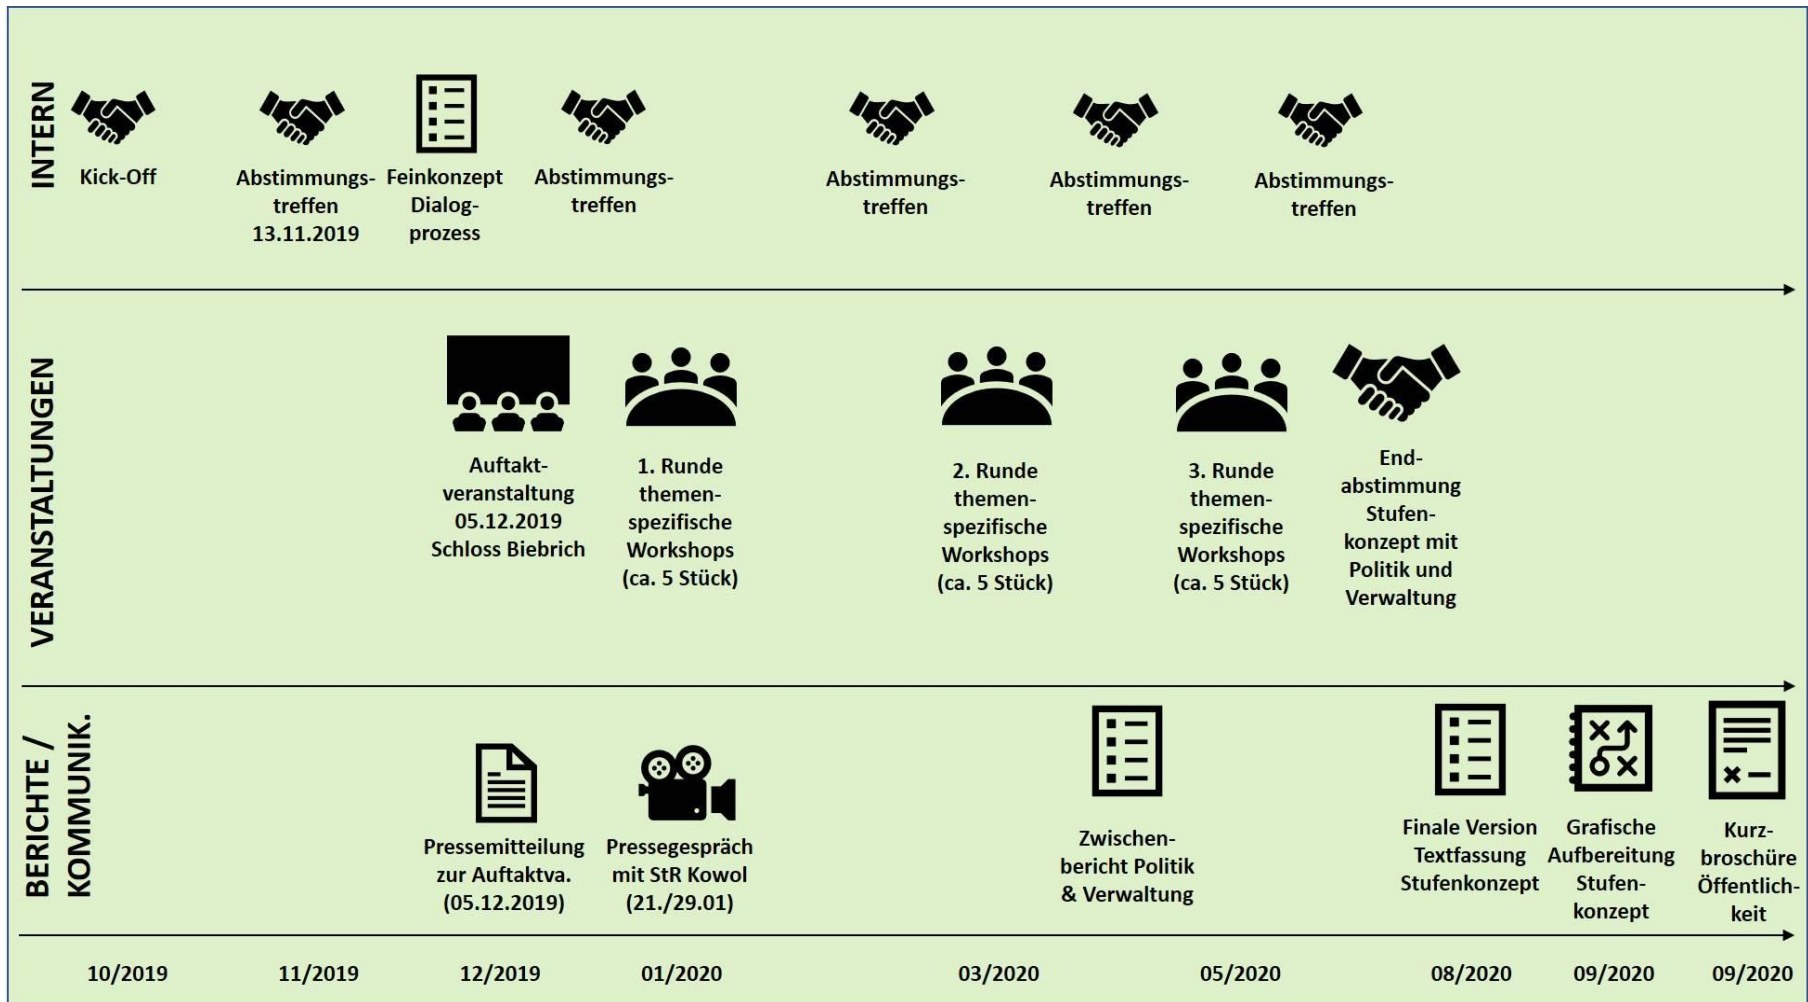 INTERN
Kick-Off
Abstimmungs-
treffen
13.11.2019
Feinkonzept
Dialog-
prozess
Abstimmungs-
treffen
Abstimmungs-
treffen
Abstimmungs-
treffen
Abstimmungs-
treffen
VERANSTALTUNGEN
Auftakt-
veranstaltung
05.12.2019
Schloss Biebrich
1. Runde
themen-
spezifische
Workshops
(ca. 5 Stück)
2. Runde
themen-
spezifische
Workshops
(ca. 5 Stück)
3. Runde
themen-
spezifische
Workshops
(ca. 5 Stück)
End-
abstimmung
Stufen-
konzept mit
Politik und
Verwaltung
BERICHTE /
KOMMUNIK.
Pressemitteilung
zur Auftaktva.
(05.12.2019)
Pressegespräch
mit StR Kowol
(21./29.01)
Zwischen-
bericht Politik
& Verwaltung
Finale Version
Textfassung
Stufenkonzept
Grafische
Aufbereitung
Stufen-
konzept
Kurz-
broschüre
Öffentlich-
keit
10/2019
11/2019
12/2019
01/2020
03/2020
05/2020
08/2020
09/2020
09/2020